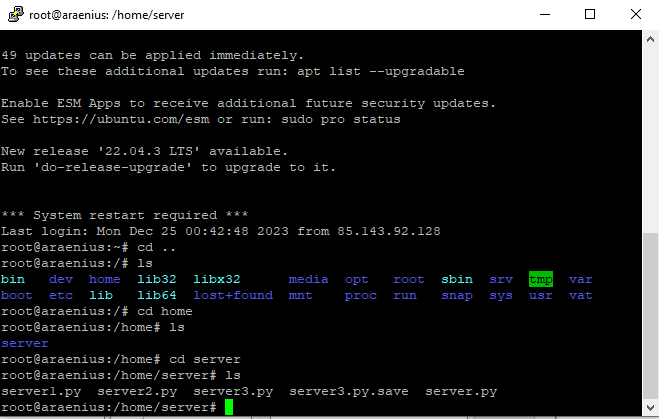 root@araenius: /home/server
49 updates can be applied immediately.
To see these additional updates run: apt list --upgradable
Enable ESM Apps to receive additional future security updates.
See https://ubuntu.com/esm or run: sudo pro status
New release '22.04.3 LTS' available.
Run 'do-release-upgrade' to upgrade to it.
*** System restart required ***
Last login: Mon Dec 25 00:42:48 2023 from 85.143.92.128
root@araenius:~# cd ..
root@araenius:/# ls
bin dev home lib32 libx32 media opt root sbin srv tmp var
boot etc lib lib64 lost+found mnt proc run snap sys usr vat
root@araenius:/# cd home
root@araenius:/home# ls
server
root@araenius:/home# cd server
root@araenius:/home/server# ls
server1.py server2.py server3.py server3.py.save server.py
root@araenius:/home/server#